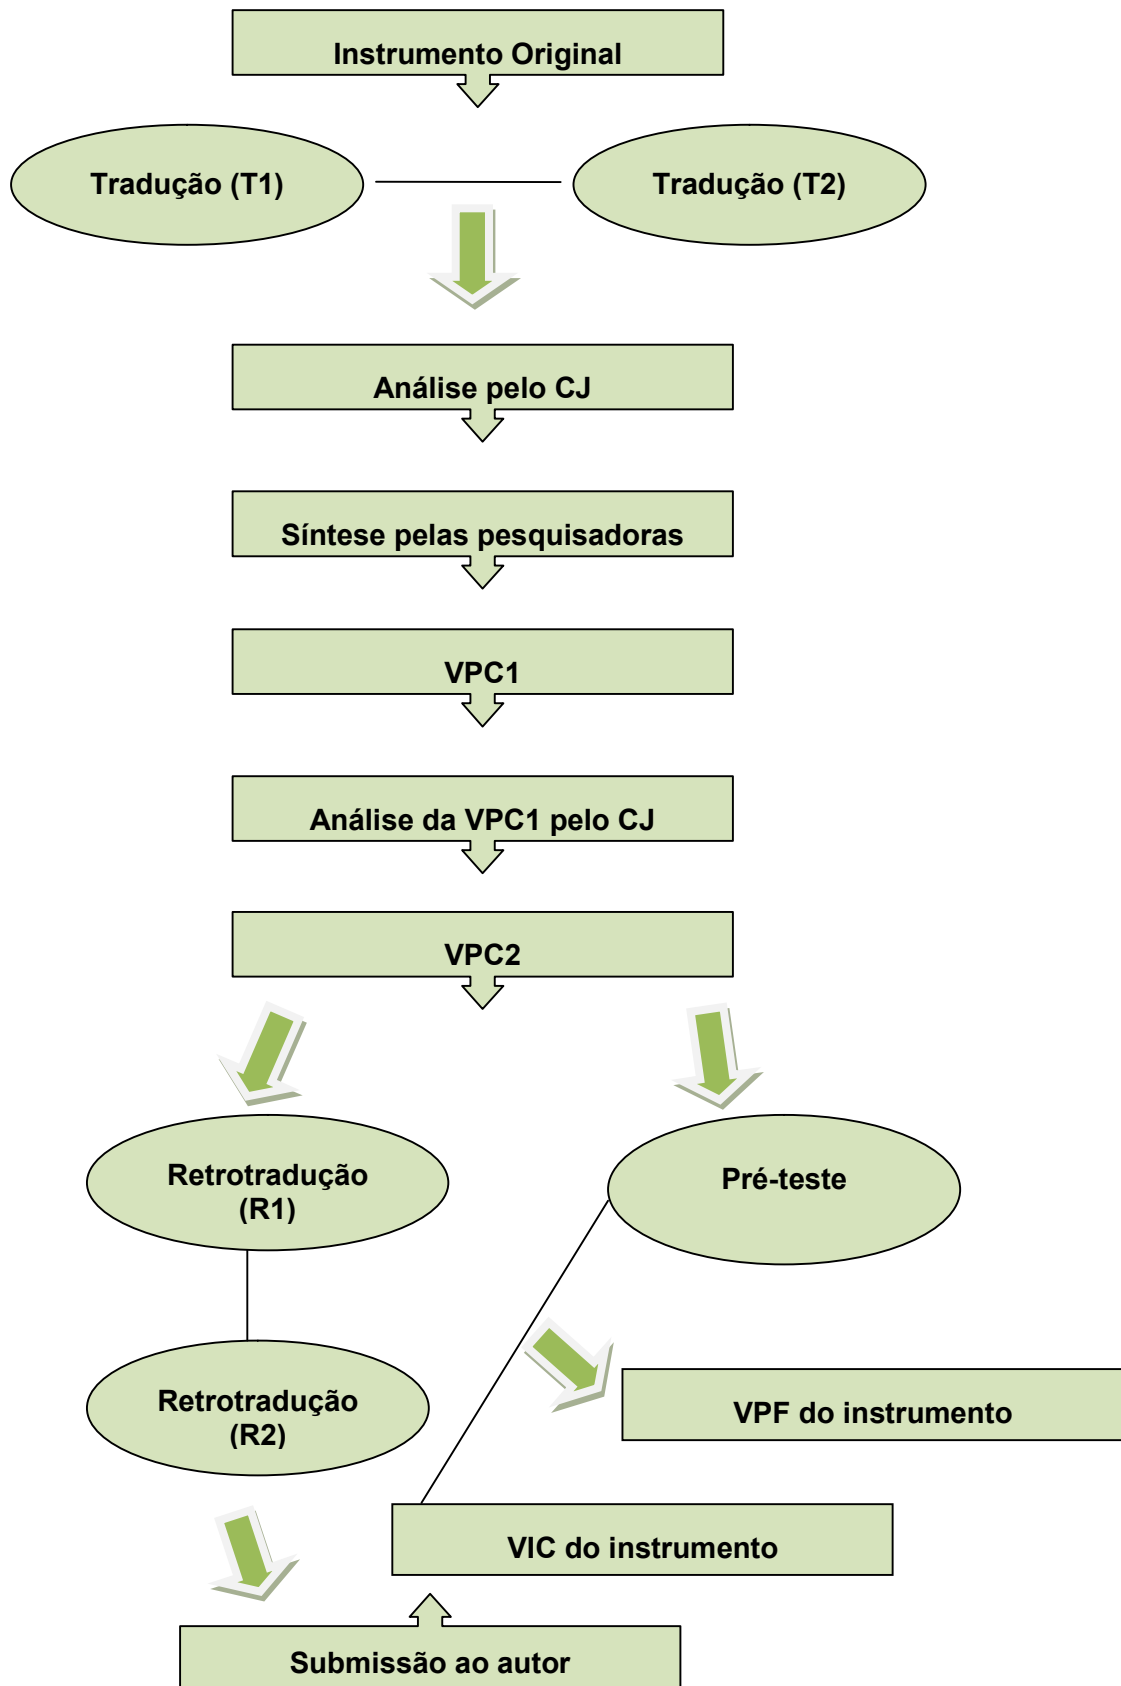 Instrumento Original
Tradução (T1)
Tradução (T2)
Análise pelo CJ
Síntese pelas pesquisadoras
VPC1
Análise da VPC1 pelo CJ
VPC2
Retrotradução
(R1)
Pré-teste
Retrotradução
(R2)
VPF do instrumento
VIC do instrumento
Submissão ao autor